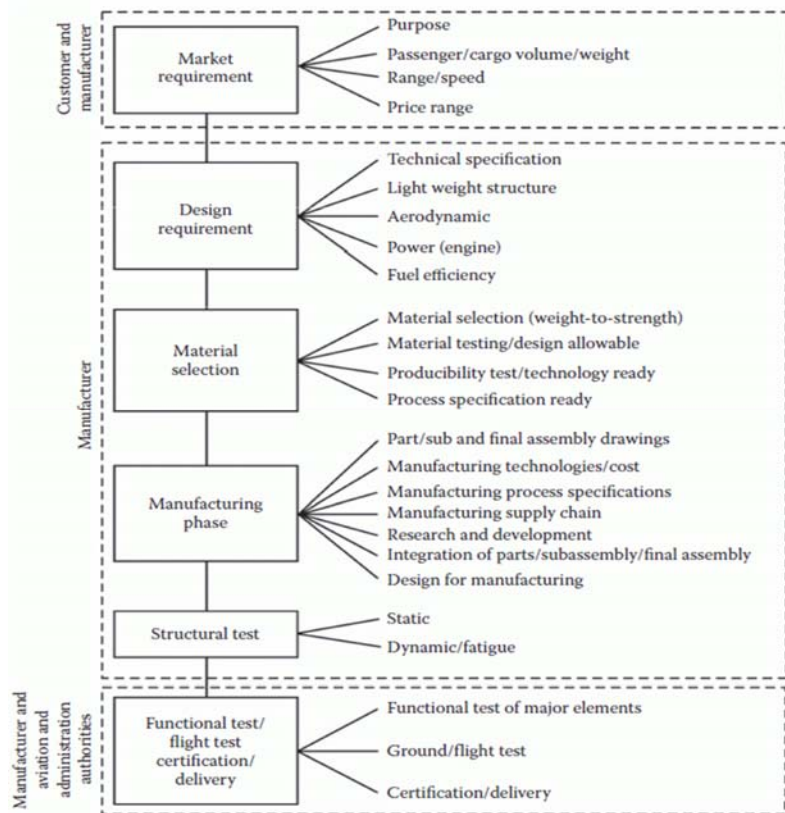 Customer and
manufacturer
Market
requirement
Purpose
Passenger/cargo volume/weight
Range/speed
Price range
Manufacturer
Design
requirement
Technical specification
Light weight structure
Aerodynamic
Power (engine)
Fuel efficiency
Material
selection
Material selection (weight-to-strength)
Material testing/design allowable
Producibility test/technology ready
Process specification ready
Manufacturing
phase
Part/sub and final assembly drawings
Manufacturing technologies/cost
Manufacturing process specifications
Manufacturing supply chain
Research and development
Integration of parts/subassembly/final assembly
Design for manufacturing
Structural test
Static
Dynamic/fatigue
Manufacturer and
aviation and
administration
authorities
Functional test/
flight test
certification/
delivery
Functional test of major elements
Ground/flight test
Certification/delivery